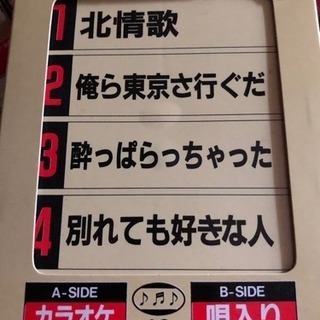 1 北情歌
2 俺ら東京さ行ぐだ
3 酔っぱらっちゃった
4 別れても好きな人
A-SIDE
カラオケ
B-SIDE
唄入り